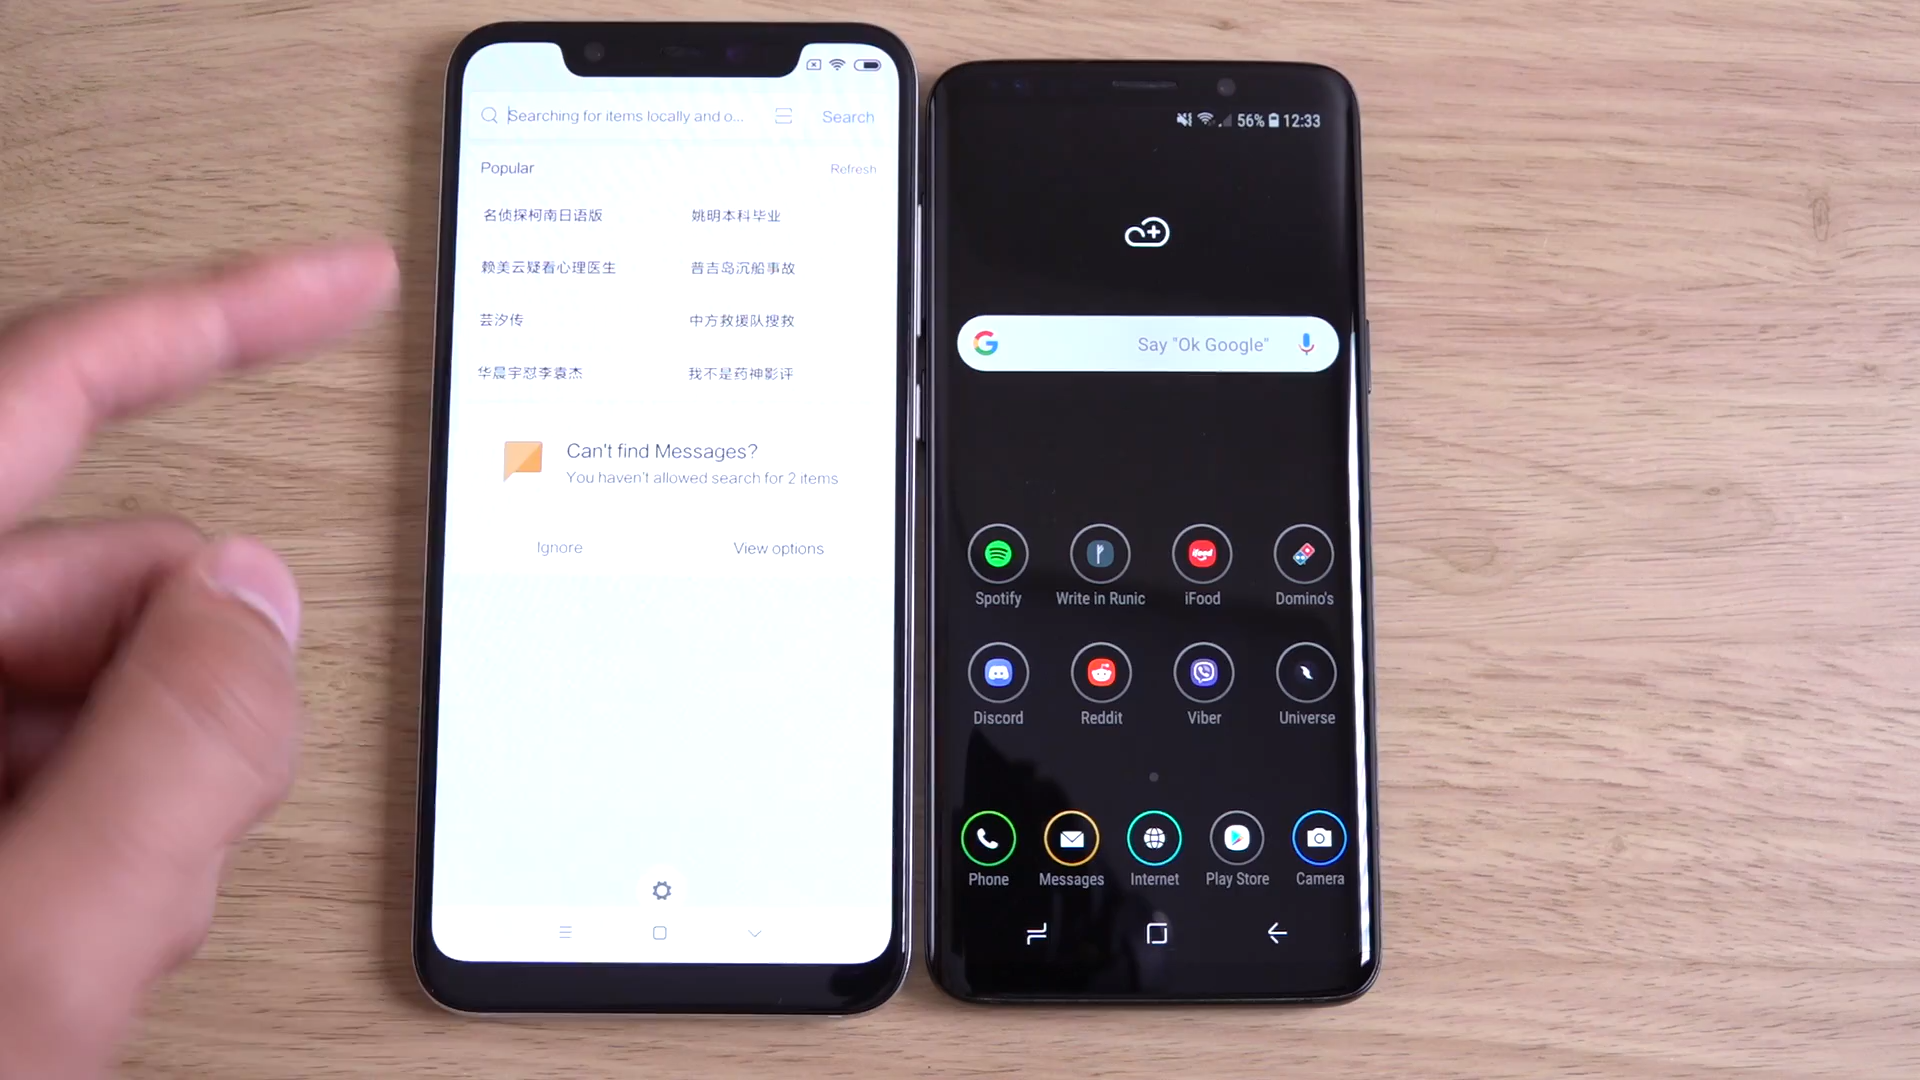 Searching for items locally and o...
Search
Popular
Refresh
名侦探柯南日语版
姚明本科毕业
赖美云疑看心理医生
普吉岛沉船事故
芸汐传
中方救援队搜救
华晨宇怼李袁杰
我不是药神影评
Can't find Messages?
You haven't allowed search for 2 items
Ignore
View options
56%
12:33
G
Say "Ok Google"
ifood
Spotify
Write in Runic
iFood
Domino's
Discord
Reddit
Viber
Universe
Phone
Messages
Internet
Play Store
Camera